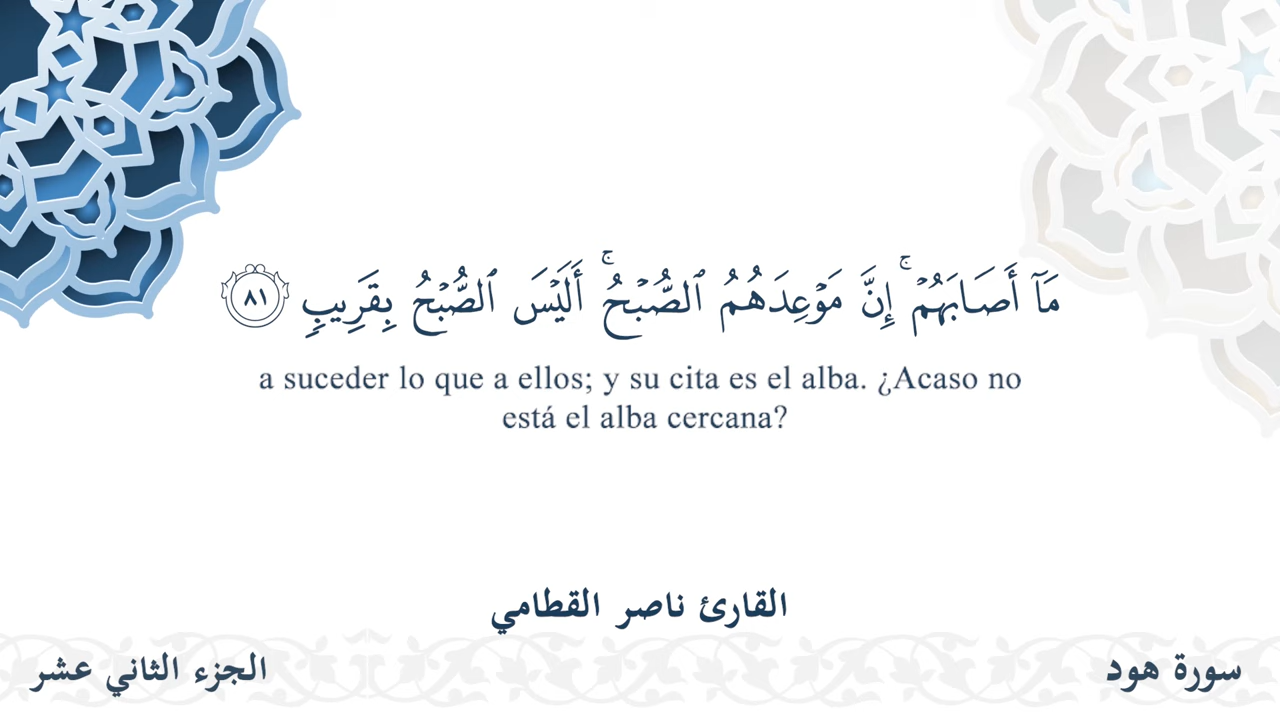 مَآ أَصَابَهُمۡۚ إِنَّ مَوۡعِدَهُمُ ٱلصُّبۡحُۚ أَلَيۡسَ ٱلصُّبۡحُ بِقَرِيبٖ ٨١
a suceder lo que a ellos; y su cita es el alba. ¿Acaso no
está el alba cercana?
القارئ ناصر القطامي
سورة هود
الجزء الثاني عشر